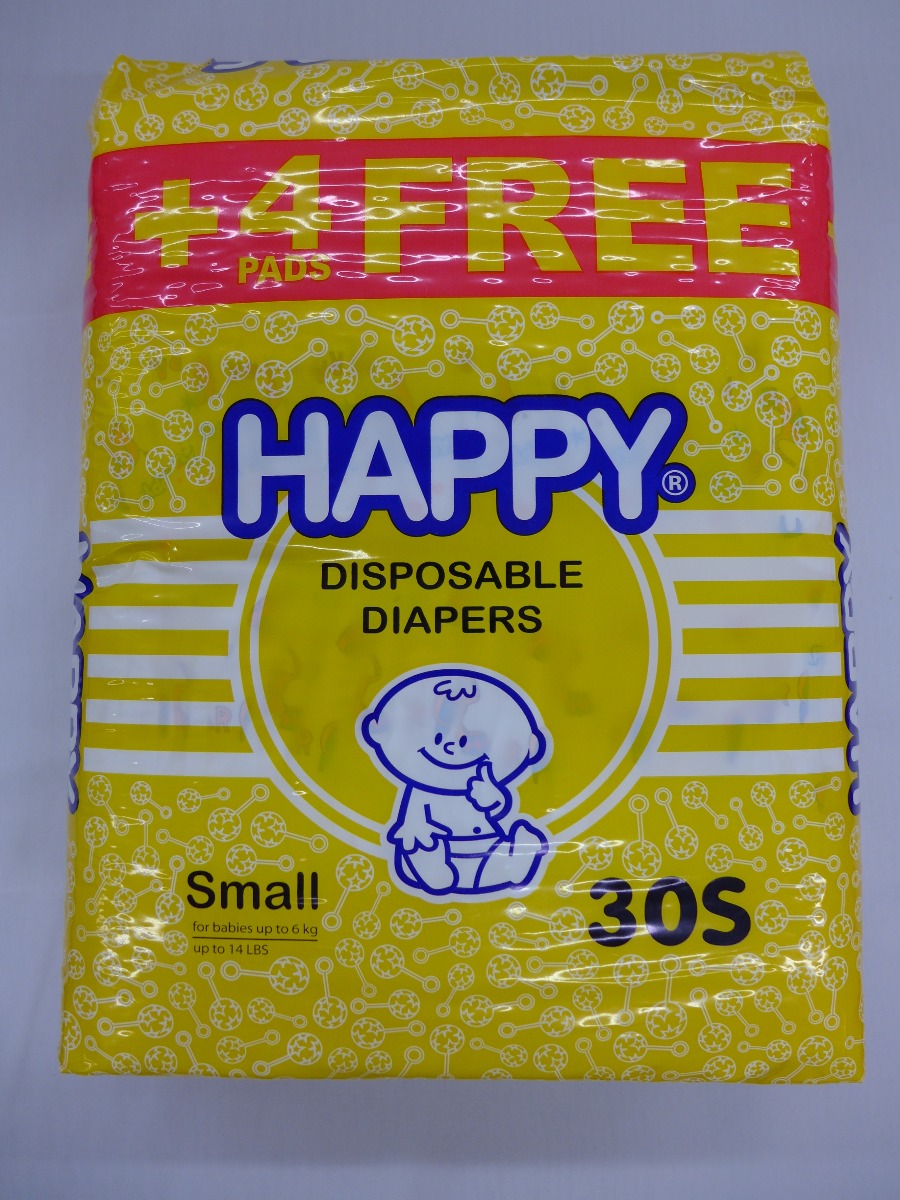 +4 FREE
PADS
HAPPY®
DISPOSABLE
DIAPERS
Small
for babies up to 6 kg
up to 14 LBS
30S